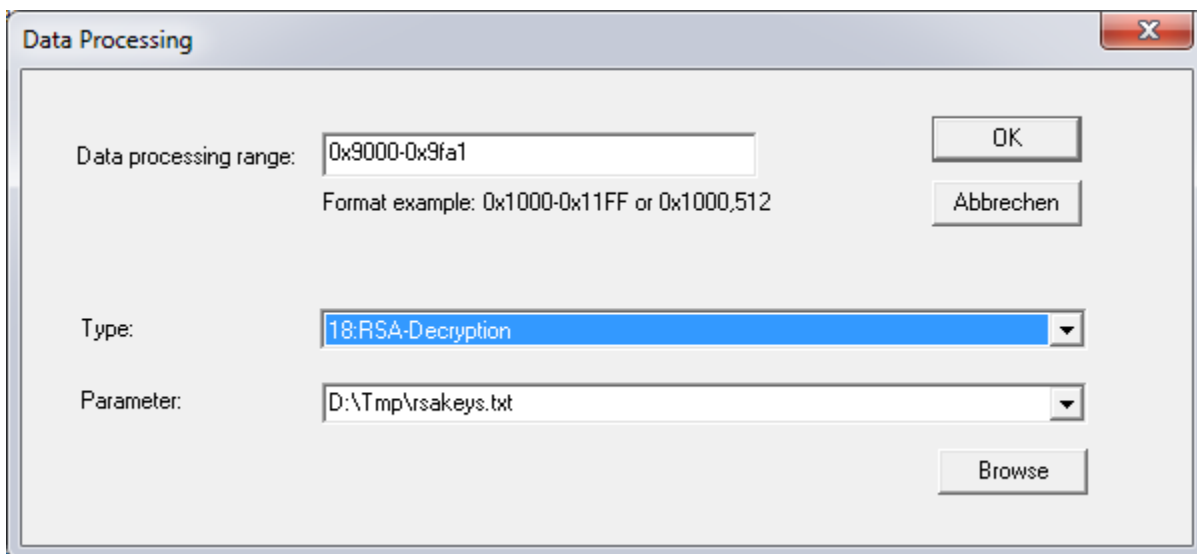 Data Processing
Data processing range: 0x9000-0x9fa1
OK
Format example: 0x1000-0x11FF or 0x1000,512
Abbrechen
Type: 18:RSA-Decryption
Parameter: D:\Tmp\rsakeys.txt
Browse